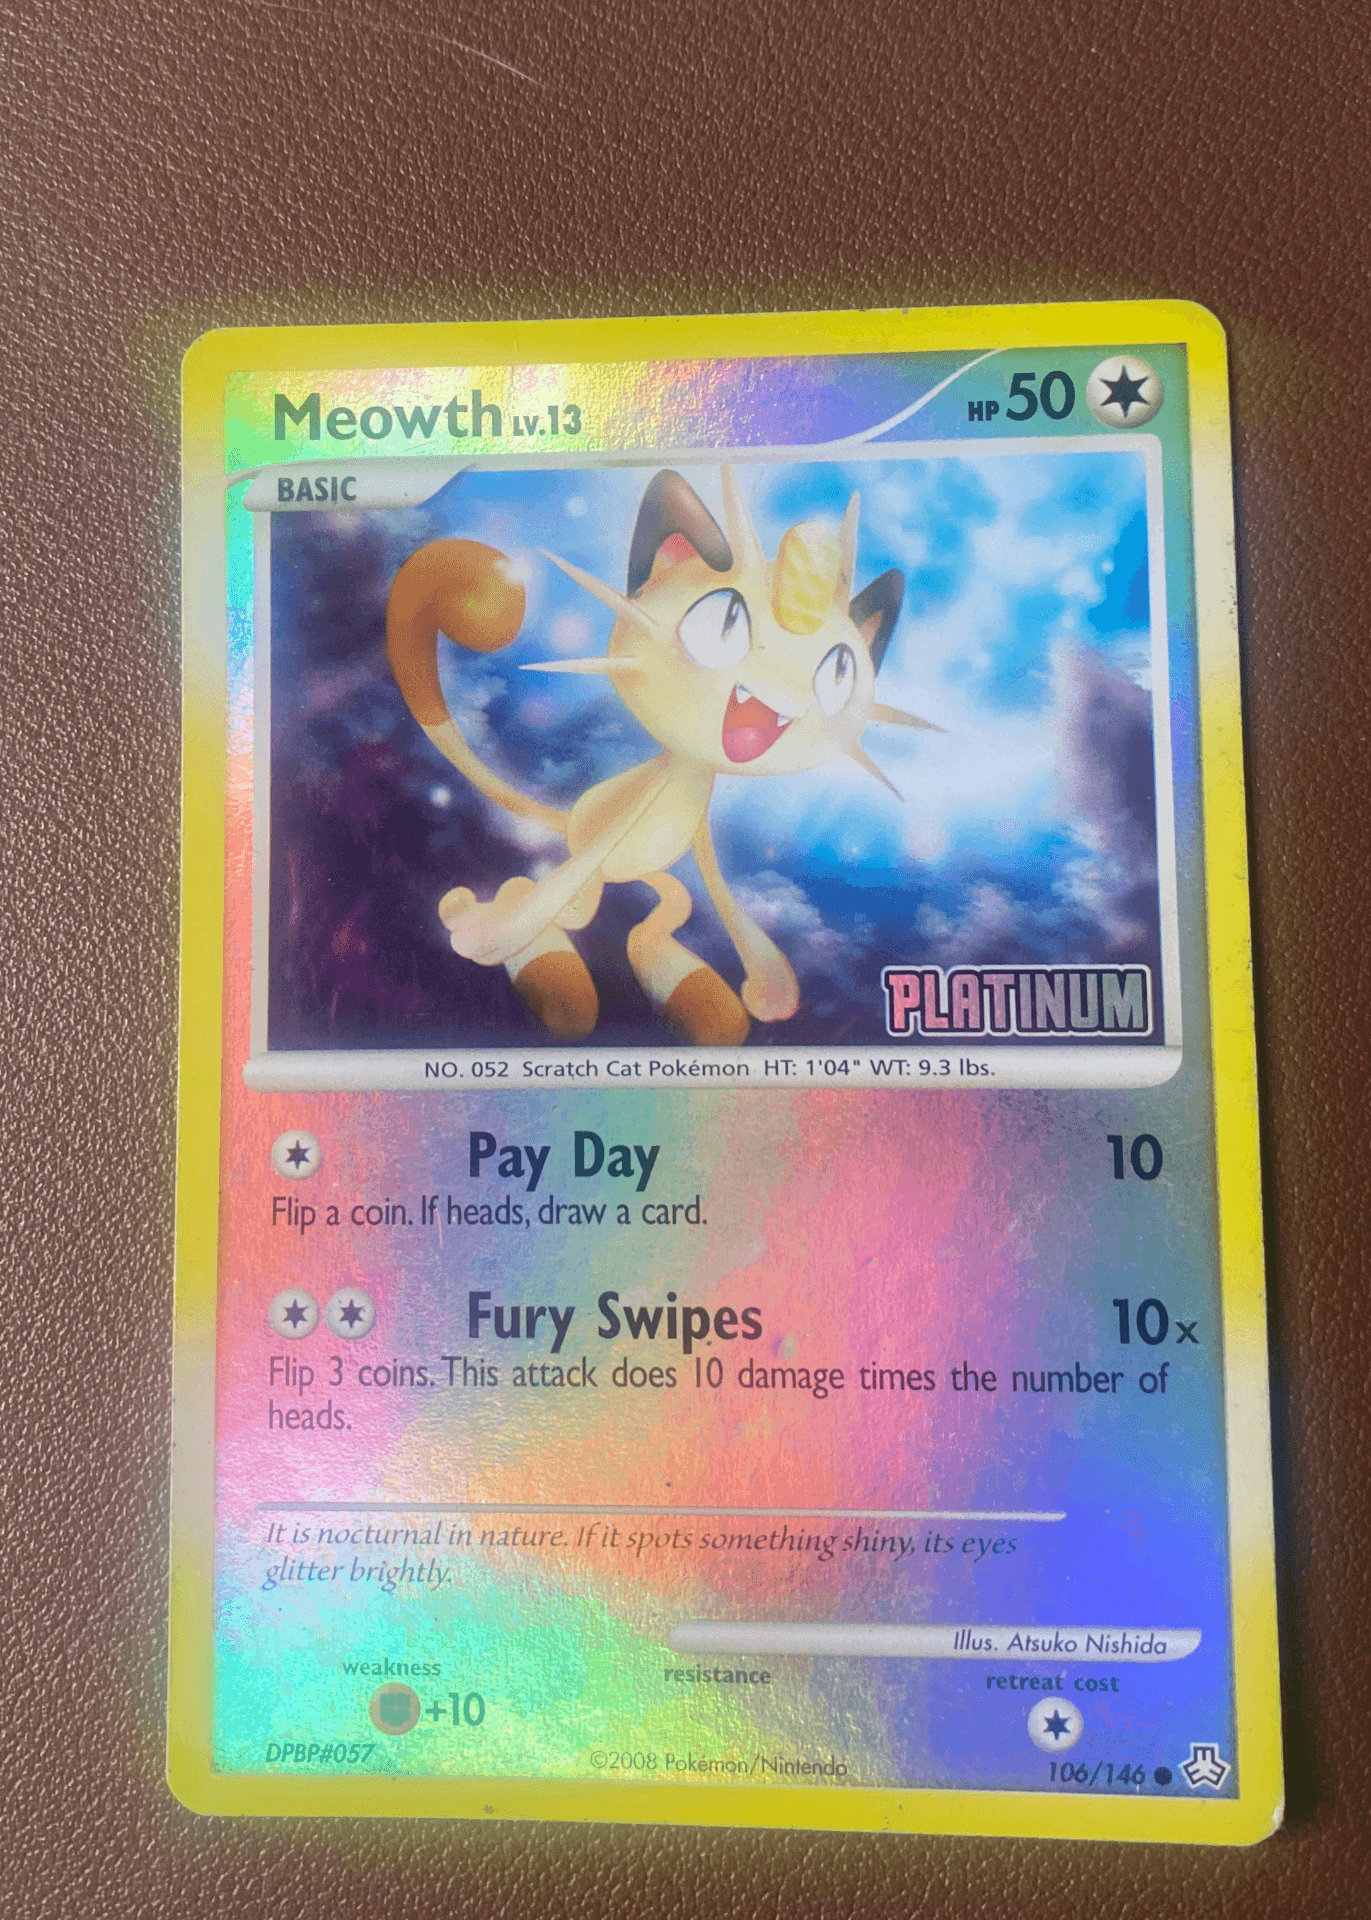 Meowth LV.13 HP 50
BASIC
PLATINUM
NO. 052 Scratch Cat Pokémon HT: 1'04" WT: 9.3 lbs.
Pay Day 10
Flip a coin. If heads, draw a card.
Fury Swipes 10x
Flip 3 coins. This attack does 10 damage times the number of
heads.
It is nocturnal in nature. If it spots something shiny, its eyes
glitter brightly.
Illus. Atsuko Nishida
weakness resistance retreat cost
+10
DPBP#057 ©2008 Pokémon/Nintendo 106/146